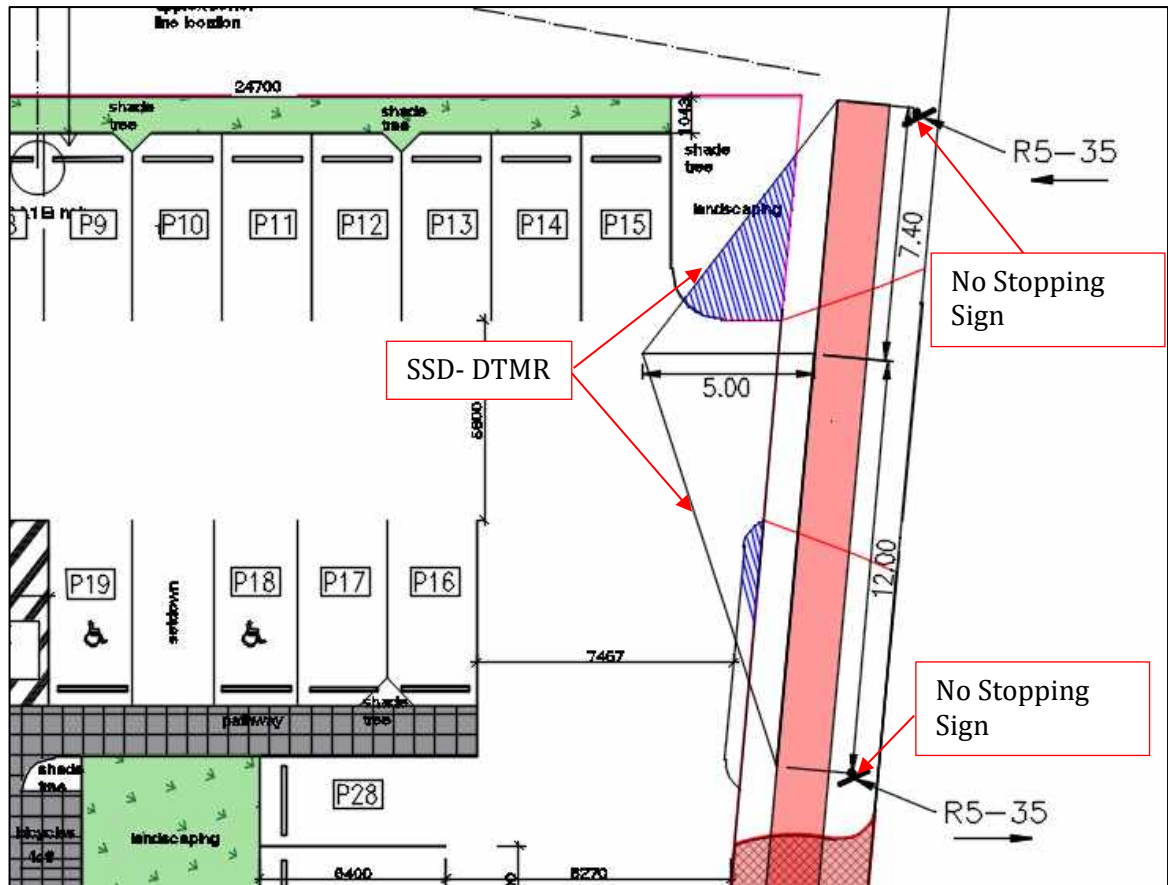 line location
24700
shade
tree
shade
tree
1043
shade
tree
R5-35
P9
P10
P11
P12
P13
P14
P15
landscaping
7.40
No Stopping
Sign
SSD- DTMR
5.00
6800
12.00
P19
setdown
P18
P17
P16
7467
No Stopping
Sign
shade
tree
pathway
shade
tree
P28
R5-35
bicycles
landscaping
6400
6270